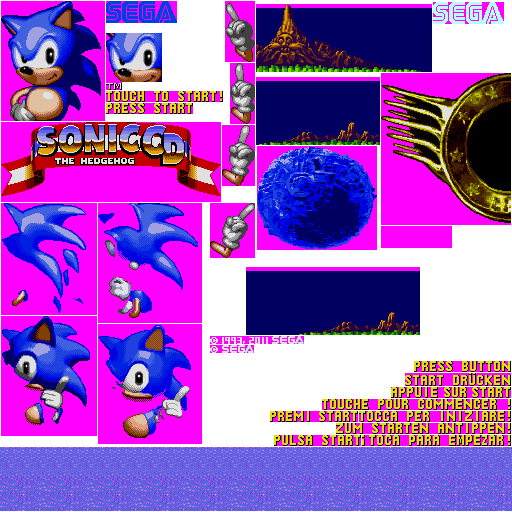 SEGA
SEGA
TM
TOUCH TO START!
PRESS START
SONIC CD
THE HEDGEHOG
© 1993, 2011 SEGA
© SEGA
PRESS BUTTON
START DRÜCKEN
APPUIE SUR START
TOUCHE POUR COMMENCER !
PREMI START TOCCA PER INIZIARE!
ZUM STARTEN ANTIPPEN!
PULSA START ¡TOCA PARA EMPEZAR!